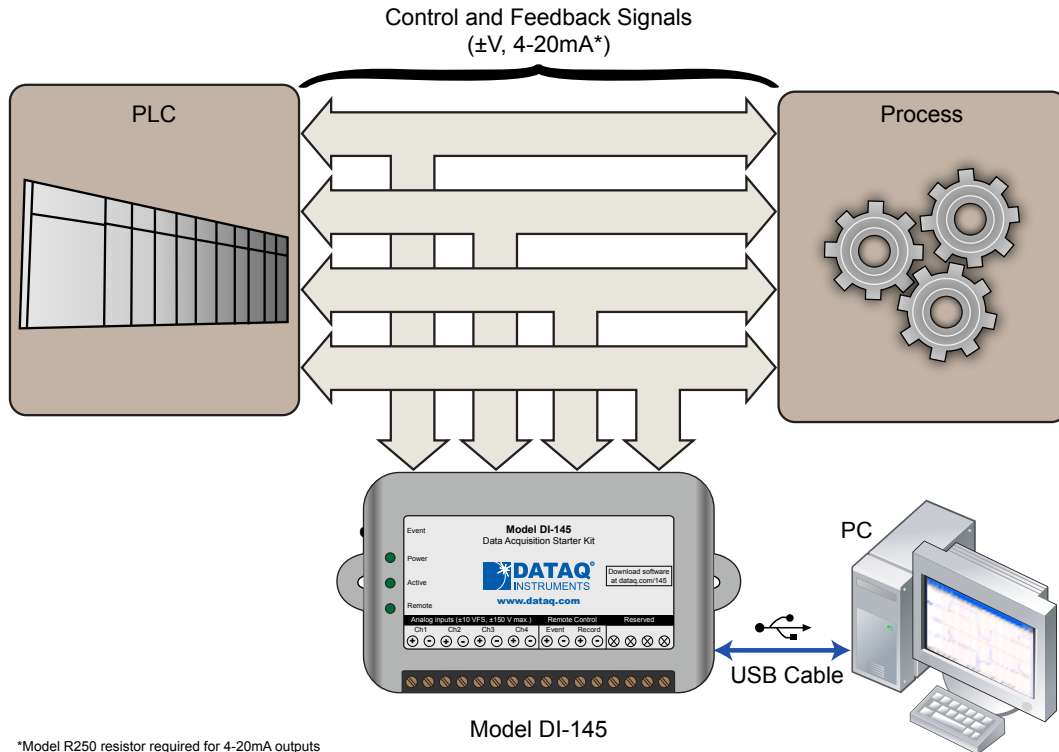 Control and Feedback Signals
(±V, 4-20mA*)
PLC
Process
Event
Power
Active
Remote
Model DI-145
Data Acquisition Starter Kit
DATAQ®
INSTRUMENTS
www.dataq.com
Download software
at dataq.com/145
Analog inputs (±10 VFS, ±150 V max.) Remote Control Reserved
Ch1 Ch2 Ch3 Ch4 Event Record
+ - + - + - + - + - + -
PC
USB Cable
Model DI-145
*Model R250 resistor required for 4-20mA outputs